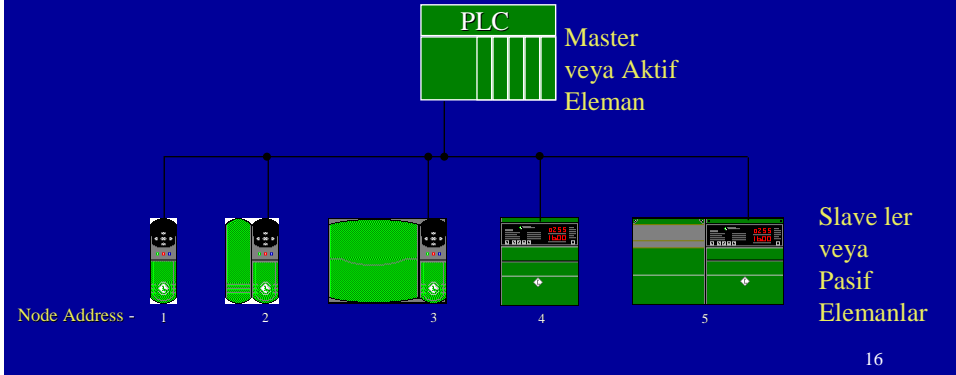 PLC
Master
veya Aktif
Eleman
Slave ler
veya
Pasif
Elemanlar
Node Address - 1 2 3 4 5
16